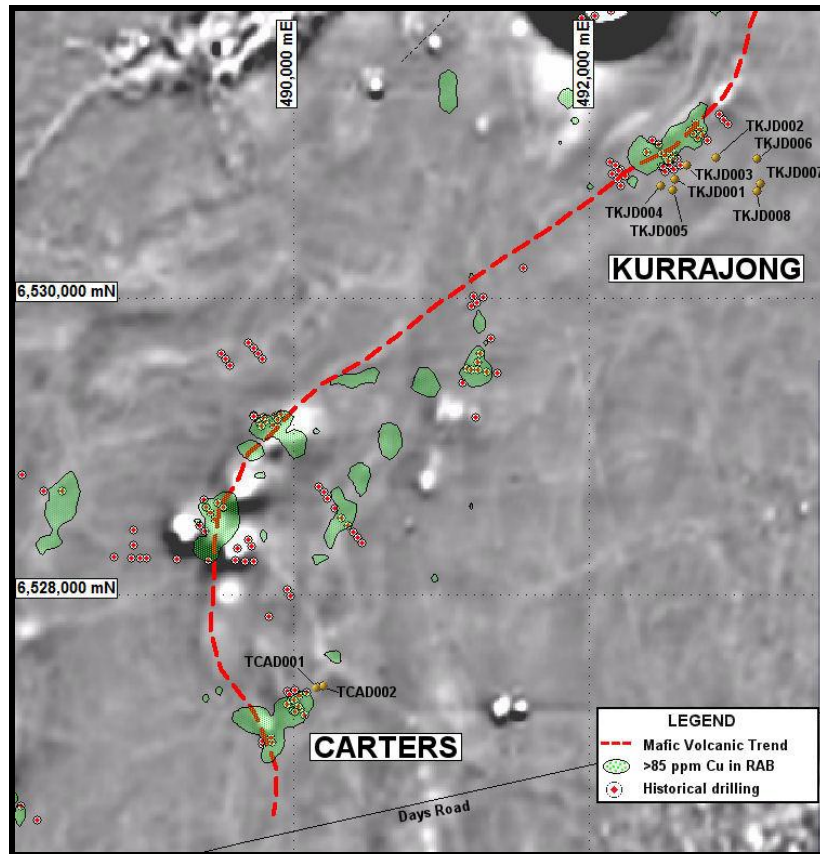 490,000 mE
492,000 mE
TKJD002
TKJD006
TKJD003
TKJD007
TKJD001
TKJD004
TKJD008
TKJD005
KURRAJONG
6,530,000 mN
6,528,000 mN
TCAD001
TCAD002
CARTERS
LEGEND
Mafic Volcanic Trend
>85 ppm Cu in RAB
Historical drilling
Days Road